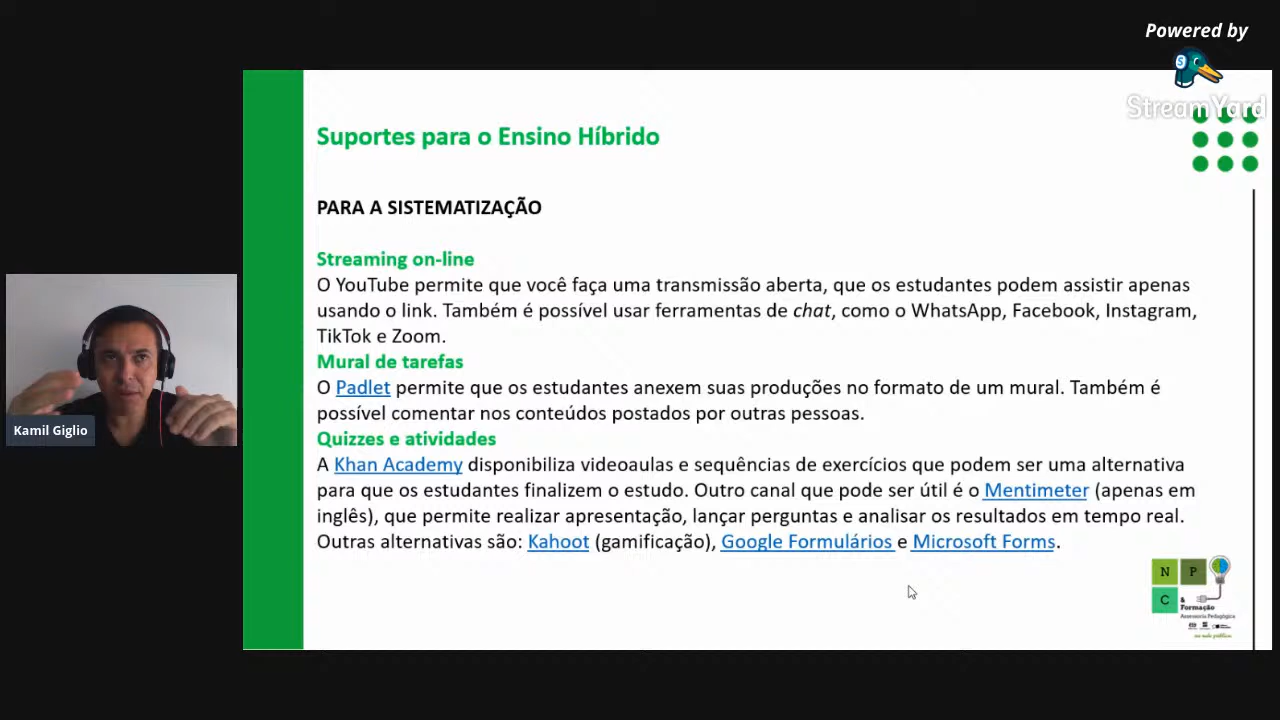 Powered by
StreamYard
Suportes para o Ensino Híbrido
PARA A SISTEMATIZAÇÃO
Streaming on-line
O YouTube permite que você faça uma transmissão aberta, que os estudantes podem assistir apenas
usando o link. Também é possível usar ferramentas de chat, como o WhatsApp, Facebook, Instagram,
TikTok e Zoom.
Mural de tarefas
O Padlet permite que os estudantes anexem suas produções no formato de um mural. Também é
possível comentar nos conteúdos postados por outras pessoas.
Quizzes e atividades
A Khan Academy disponibiliza videoaulas e sequências de exercícios que podem ser uma alternativa
para que os estudantes finalizem o estudo. Outro canal que pode ser útil é o Mentimeter (apenas em
inglês), que permite realizar apresentação, lançar perguntas e analisar os resultados em tempo real.
Outras alternativas são: Kahoot (gamificação), Google Formulários e Microsoft Forms.
Kamil Giglio
N P
C &
Formação
Assessoria Pedagógica